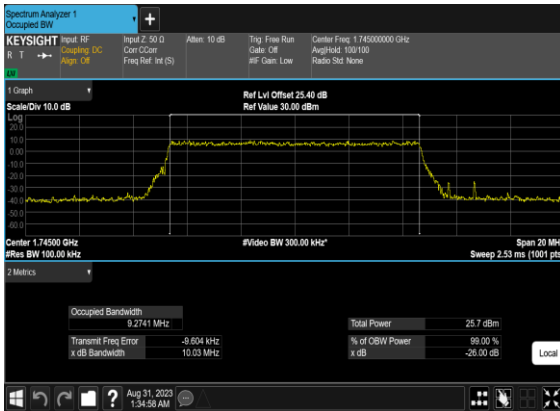 Spectrum Analyzer 1
Occupied BW
KEYSIGHT
R T
LXI
Input: RF
Coupling: DC
Align: Off
Input Z: 50 Ω
Corr CCorr
Freq Ref: Int (S)
Atten: 10 dB
Trig: Free Run
Gate: Off
#IF Gain: Low
Center Freq: 1.745000000 GHz
Avg|Hold: 100/100
Radio Std: None
1 Graph
Scale/Div 10.0 dB
Ref Lvl Offset 25.40 dB
Ref Value 30.00 dBm
Log
20.0
10.0
0.00
-10.0
-20.0
-30.0
-40.0
-50.0
-60.0
Center 1.74500 GHz
#Res BW 100.00 kHz
#Video BW 300.00 kHz*
Span 20 MH
Sweep 2.53 ms (1001 pts
2 Metrics
Occupied Bandwidth
9.2741 MHz
Transmit Freq Error -9.604 kHz
x dB Bandwidth 10.03 MHz
Total Power 25.7 dBm
% of OBW Power 99.00 %
x dB -26.00 dB
Local
Aug 31, 2023
1:34:58 AM